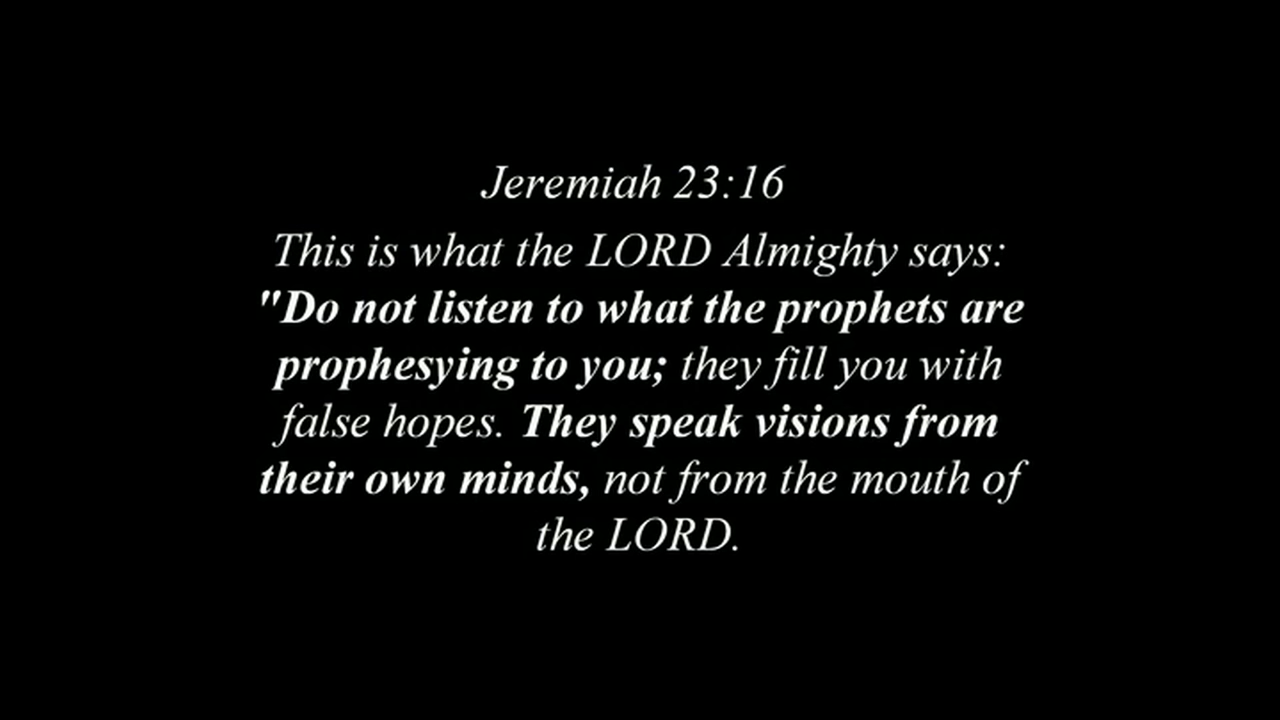 Jeremiah 23:16
This is what the LORD Almighty says:
"Do not listen to what the prophets are
prophesying to you; they fill you with
false hopes. They speak visions from
their own minds, not from the mouth of
the LORD.